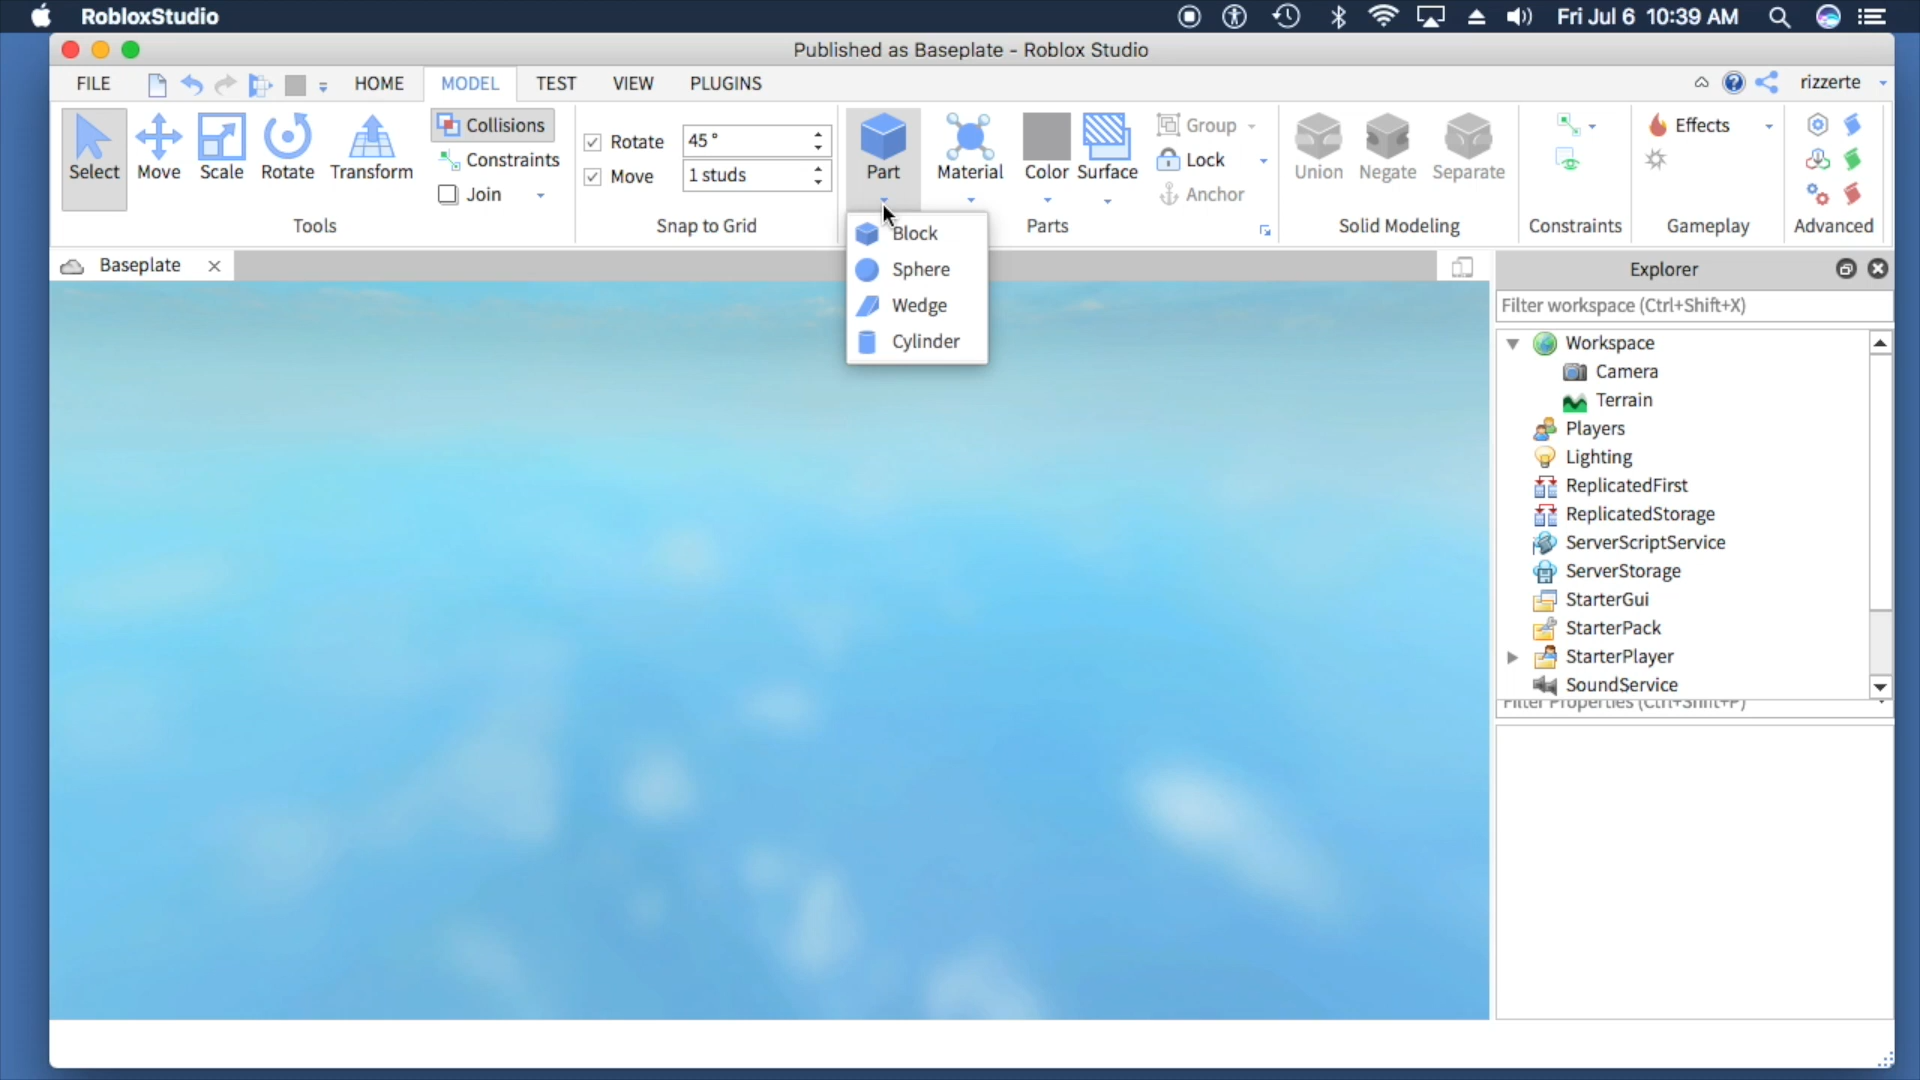 RobloxStudio
Fri Jul 6 10:39 AM
Published as Baseplate - Roblox Studio
FILE
HOME
MODEL
TEST
VIEW
PLUGINS
rizzerte
Select
Move
Scale
Rotate
Transform
Collisions
Constraints
Join
Tools
Rotate
45 °
Move
1 studs
Snap to Grid
Part
Material
Color
Surface
Group
Lock
Anchor
Parts
Union
Negate
Separate
Solid Modeling
Constraints
Effects
Gameplay
Advanced
Block
Sphere
Wedge
Cylinder
Baseplate
Explorer
Filter workspace (Ctrl+Shift+X)
Workspace
Camera
Terrain
Players
Lighting
ReplicatedFirst
ReplicatedStorage
ServerScriptService
ServerStorage
StarterGui
StarterPack
StarterPlayer
SoundService
Filter Properties (Ctrl+Shift+P)